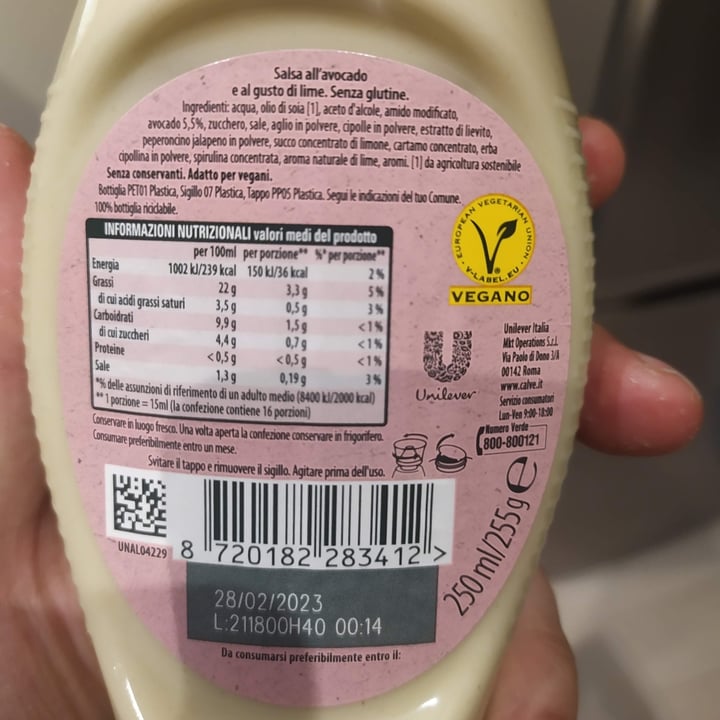 Salsa all'avocado
e al gusto di lime. Senza glutine.
Ingredienti: acqua, olio di soia [1], aceto d'alcole, amido modificato,
avocado 5,5%, zucchero, sale, aglio in polvere, cipolle in polvere, estratto di lievito,
peperoncino jalapeno in polvere, succo concentrato di limone, cartamo concentrato, erba
cipollina in polvere, spirulina concentrata, aroma naturale di lime, aromi. [1] da agricoltura sostenibile
Senza conservanti. Adatto per vegani.
Bottiglia PET01 Plastica, Sigillo 07 Plastica, Tappo PP05 Plastica. Segui le indicazioni del tuo Comune.
100% bottiglia riciclabile.
INFORMAZIONI NUTRIZIONALI valori medi del prodotto
per 100ml per porzione** %* per porzione**
Energia 1002 kJ/239 kcal 150 kJ/36 kcal 2%
Grassi 22 g 3,3 g 5%
di cui acidi grassi saturi 3,5 g 0,5 g 3%
Carboidrati 9,9 g 1,5 g <1%
di cui zuccheri 4,4 g 0,7 g <1%
Proteine <0,5 g <0,5 g <1%
Sale 1,3 g 0,19 g 3%
*% delle assunzioni di riferimento di un adulto medio (8400 kJ/2000 kcal)
** 1 porzione = 15ml (la confezione contiene 16 porzioni)
Conservare in luogo fresco. Una volta aperta la confezione conservare in frigorifero.
Consumare preferibilmente entro un mese.
Svitare il tappo e rimuovere il sigillo. Agitare prima dell'uso.
EUROPEAN VEGETARIAN UNION
V-LABEL.EU
VEGANO
Unilever
Unilever Italia
Mkt Operations S.r.l.
Via Paolo di Dono 3/A
00142 Roma
www.calve.it
Servizio consumatori
Lun-Ven 9:00-18:00
Numero Verde
800-800121
250 ml/255 g e
UNAL04229
8 720182 283412 >
28/02/2023
L:211800H40 00:14
Da consumarsi preferibilmente entro il: